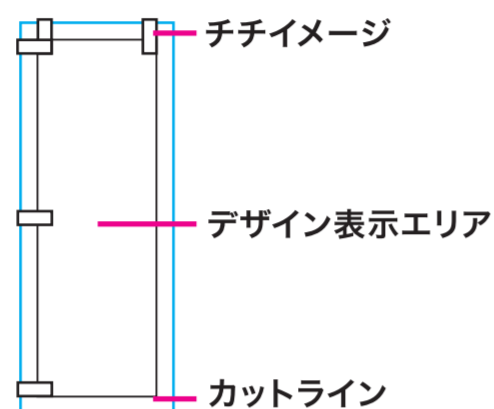 チチイメージ
デザイン表示エリア
カットライン